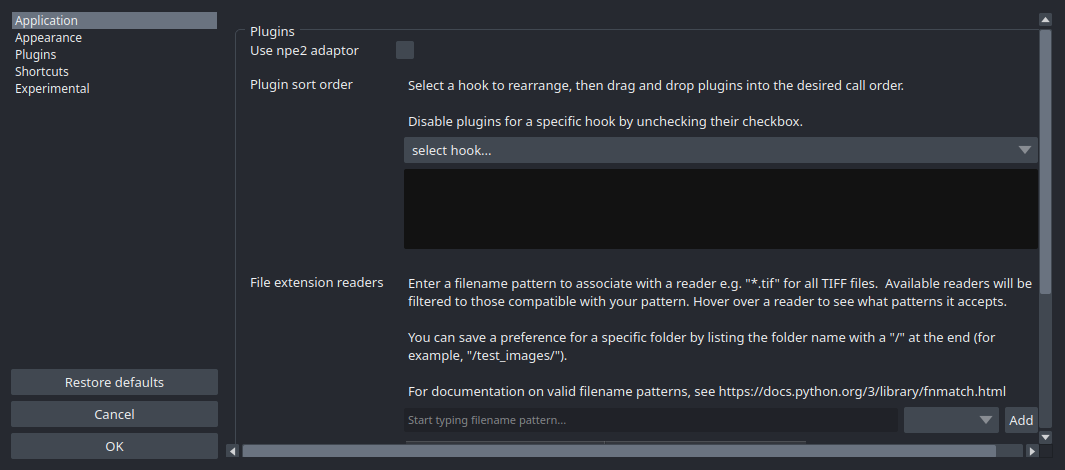 Application
Appearance
Plugins
Shortcuts
Experimental
Restore defaults
Cancel
OK
Plugins
Use npe2 adaptor
Plugin sort order
Select a hook to rearrange, then drag and drop plugins into the desired call order.
Disable plugins for a specific hook by unchecking their checkbox.
select hook...
File extension readers
Enter a filename pattern to associate with a reader e.g. "*.tif" for all TIFF files.  Available readers will be
filtered to those compatible with your pattern. Hover over a reader to see what patterns it accepts.
You can save a preference for a specific folder by listing the folder name with a "/" at the end (for
example, "/test_images/").
For documentation on valid filename patterns, see https://docs.python.org/3/library/fnmatch.html
Start typing filename pattern...
Add